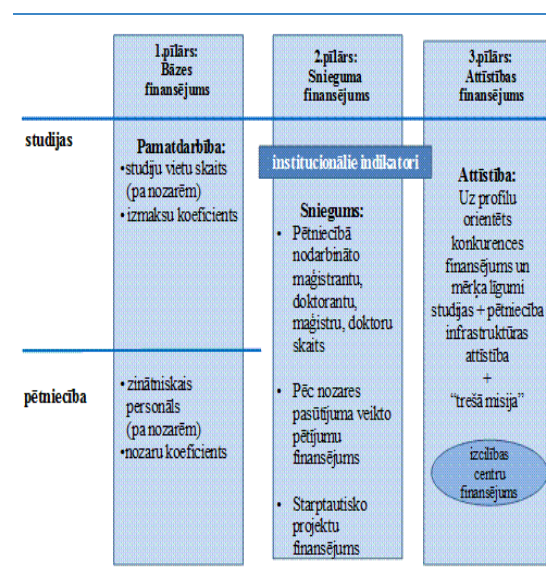 1.pīlārs:
Bāzes
finansējums
2.pīlārs:
Snieguma
finansējums
3.pīlārs:
Attīstības
finansējums
studijas
Pamatdarbība:
•studiju vietu skaits
(pa nozarēm)
•izmaksu koeficients
institucionālie indikatori
Sniegums:
• Pētniecībā
nodarbināto
maģistrantu,
doktorantu,
maģistru, doktoru
skaits
• Pēc nozares
pasūtījuma veikto
pētījumu
finansējums
• Starptautisko
projektu
finansējums
Attīstība:
Uz profilu
orientēts
konkurences
finansējums un
mērķa līgumi
studijas + pētniecība
infrastruktūras
attīstība
+
“trešā misija”
izcilības
centru
finansējums
pētniecība
•zinātniskais
personāls
(pa nozarēm)
•nozaru koeficients